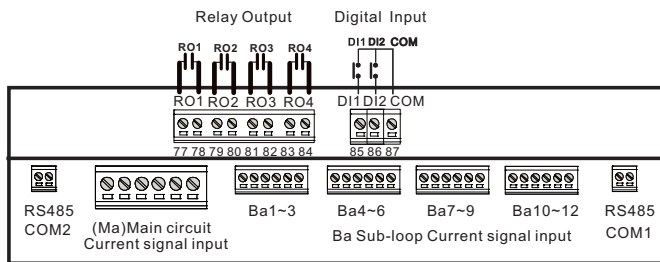 Relay Output Digital Input
RO1 RO2 RO3 RO4 DI1 DI2 COM
RO1 RO2 RO3 RO4 DI1 DI2 COM
77 78 79 80 81 82 83 84 85 86 87
RS485 COM2
(Ma)Main circuit
Current signal input
Ba1~3 Ba4~6 Ba7~9 Ba10~12
Ba Sub-loop Current signal input
RS485
COM1